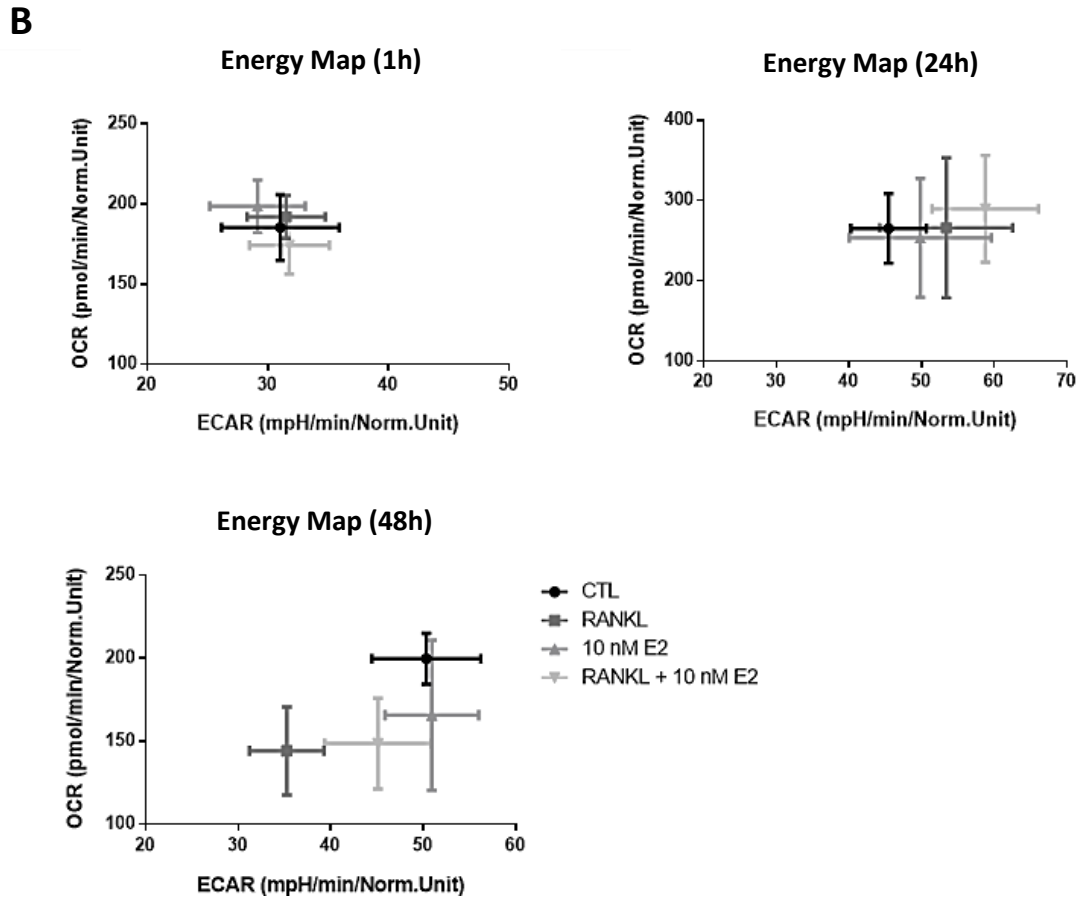 B
Energy Map (1h)
OCR (pmol/min/Norm.Unit)
250
200
150
100
20 30 40 50
ECAR (mpH/min/Norm.Unit)
Energy Map (24h)
OCR (pmol/min/Norm.Unit)
400
300
200
100
20 30 40 50 60 70
ECAR (mpH/min/Norm.Unit)
Energy Map (48h)
OCR (pmol/min/Norm.Unit)
250
200
150
100
20 30 40 50 60
ECAR (mpH/min/Norm.Unit)
CTL
RANKL
10 nM E2
RANKL + 10 nM E2